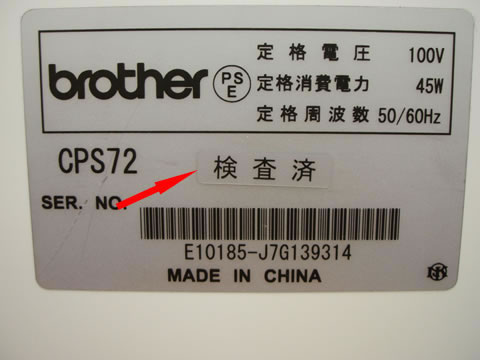 brother PS E 定格電圧 100V
定格消費電力 45W
定格周波数 50/60Hz
CPS72 検査済
SER. NO.
E10185-J7G139314
MADE IN CHINA